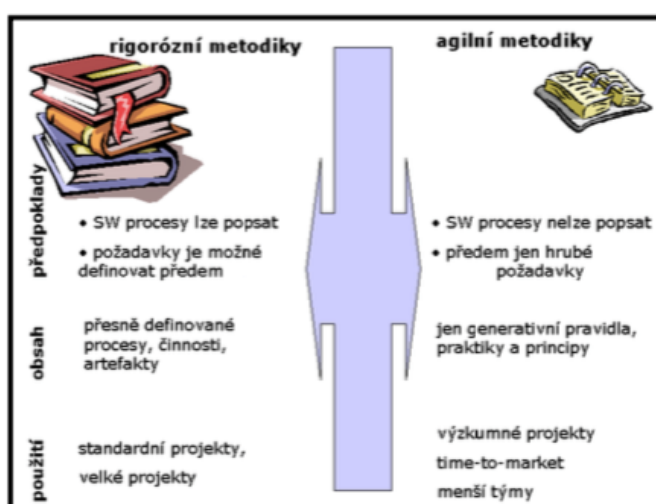 rigorózní metodiky
agilní metodiky
předpoklady
• SW procesy lze popsat
• požadavky je možné
definovat předem
• SW procesy nelze popsat
• předem jen hrubé
požadavky
obsah
přesně definované
procesy, činnosti,
artefakty
jen generativní pravidla,
praktiky a principy
použití
standardní projekty,
velké projekty
výzkumné projekty
time-to-market
menší týmy